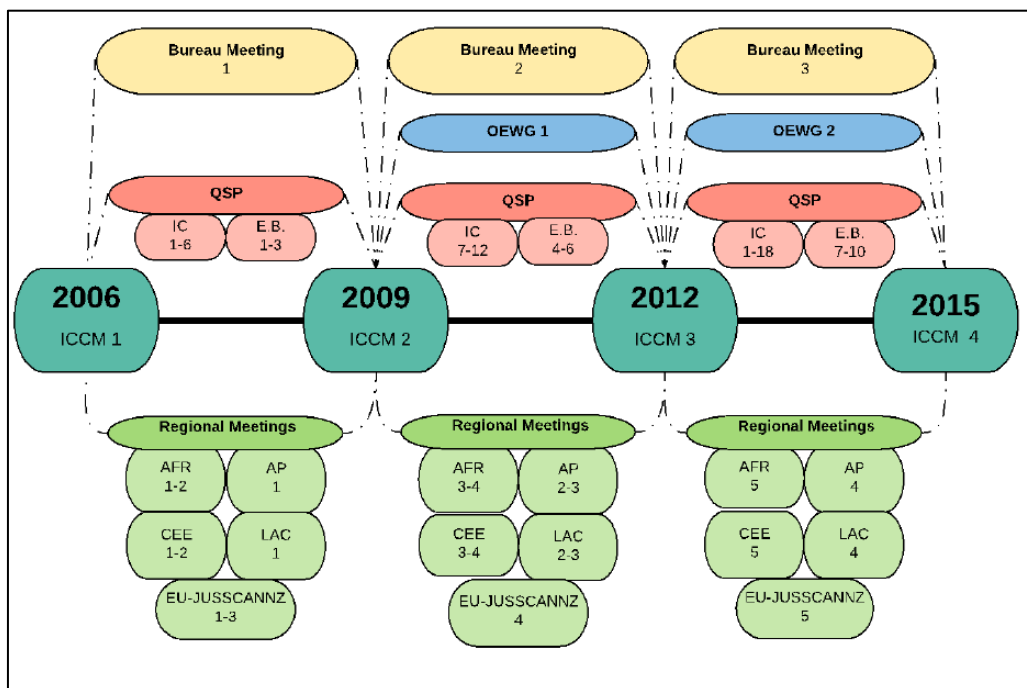 Bureau Meeting
1
Bureau Meeting
2
Bureau Meeting
3
OEWG 1
OEWG 2
QSP
IC
1-6
E.B.
1-3
QSP
IC
7-12
E.B.
4-6
QSP
IC
1-18
E.B.
7-10
2006
ICCM 1
2009
ICCM 2
2012
ICCM 3
2015
ICCM 4
Regional Meetings
AFR
1-2
AP
1
CEE
1-2
LAC
1
EU-JUSSCANNZ
1-3
Regional Meetings
AFR
3-4
AP
2-3
CEE
3-4
LAC
2-3
EU-JUSSCANNZ
4
Regional Meetings
AFR
5
AP
4
CEE
5
LAC
4
EU-JUSSCANNZ
5